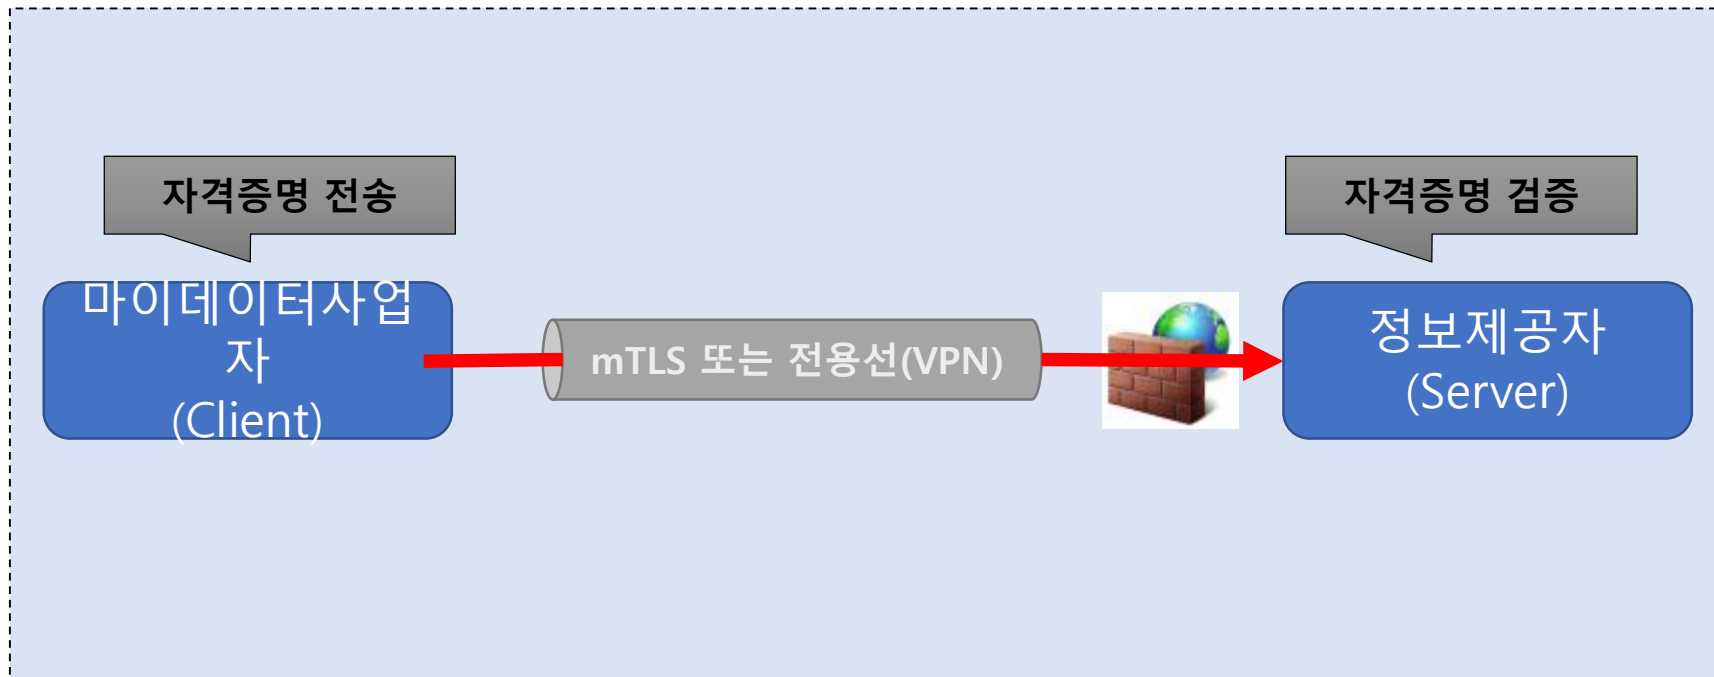 자격증명 전송
자격증명 검증
마이데이터사업
자
(Client)
mTLS 또는 전용선(VPN)
정보제공자
(Server)